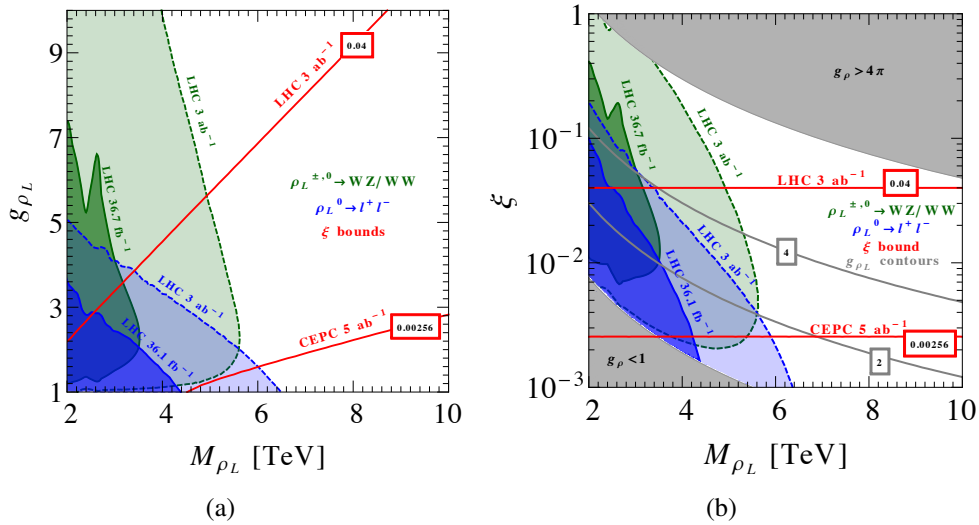 9
7
5
3
1
2
4
6
8
10
g_{ρ_L}
M_{ρ_L} [TeV]
LHC 3 ab⁻¹
0.04
LHC 3 ab⁻¹
LHC 36.7 fb⁻¹
ρ_L^{±,0}→WZ/WW
ρ_L^0→l⁺l⁻
ξ bounds
LHC 3 ab⁻¹
LHC 36.1 fb⁻¹
CEPC 5 ab⁻¹
0.00256
(a)
1
10⁻¹
10⁻²
10⁻³
2
4
6
8
10
ξ
M_{ρ_L} [TeV]
g_ρ>4π
LHC 36.7 fb⁻¹
LHC 3 ab⁻¹
LHC 3 ab⁻¹
0.04
ρ_L^{±,0}→WZ/WW
ρ_L^0→l⁺l⁻
ξ bound
g_{ρ_L} contours
4
LHC 3 ab⁻¹
LHC 36.1 fb⁻¹
CEPC 5 ab⁻¹
0.00256
2
g_ρ<1
(b)